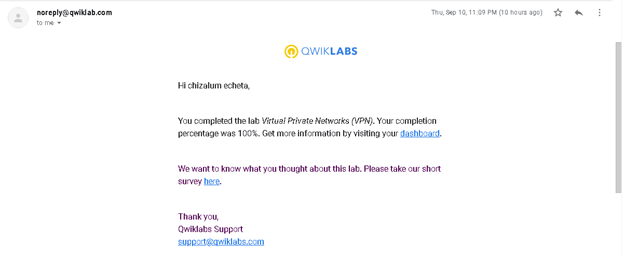 noreply@qwiklab.com
Thu, Sep 10, 11:09 PM (10 hours ago)
to me
QWIKLABS
Hi chizalum echeta,
You completed the lab Virtual Private Networks (VPN). Your completion
percentage was 100%. Get more information by visiting your dashboard.
We want to know what you thought about this lab. Please take our short
survey here.
Thank you,
Qwiklabs Support
support@qwiklabs.com